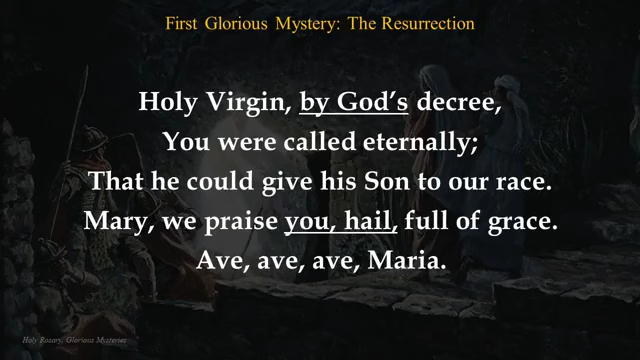 First Glorious Mystery: The Resurrection
Holy Virgin, by God's decree,
You were called eternally;
That he could give his Son to our race.
Mary, we praise you, hail, full of grace.
Ave, ave, ave, Maria.
Holy Rosary, Glorious Mysteries